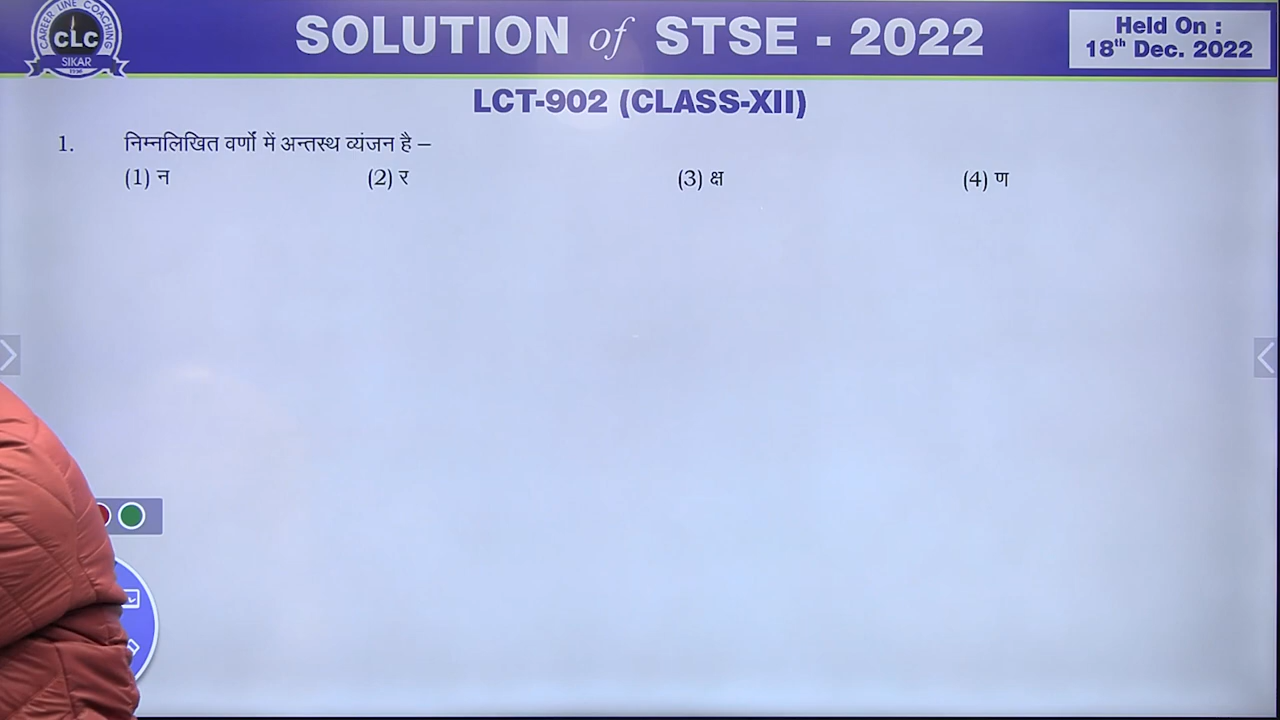 CAREER LINE COACHING
CLC
SIKAR
1996
SOLUTION of STSE - 2022
Held On :
18th Dec. 2022
LCT-902 (CLASS-XII)
1. निम्नलिखित वर्णों में अन्तस्थ व्यंजन है –
(1) न (2) र (3) क्ष (4) ण